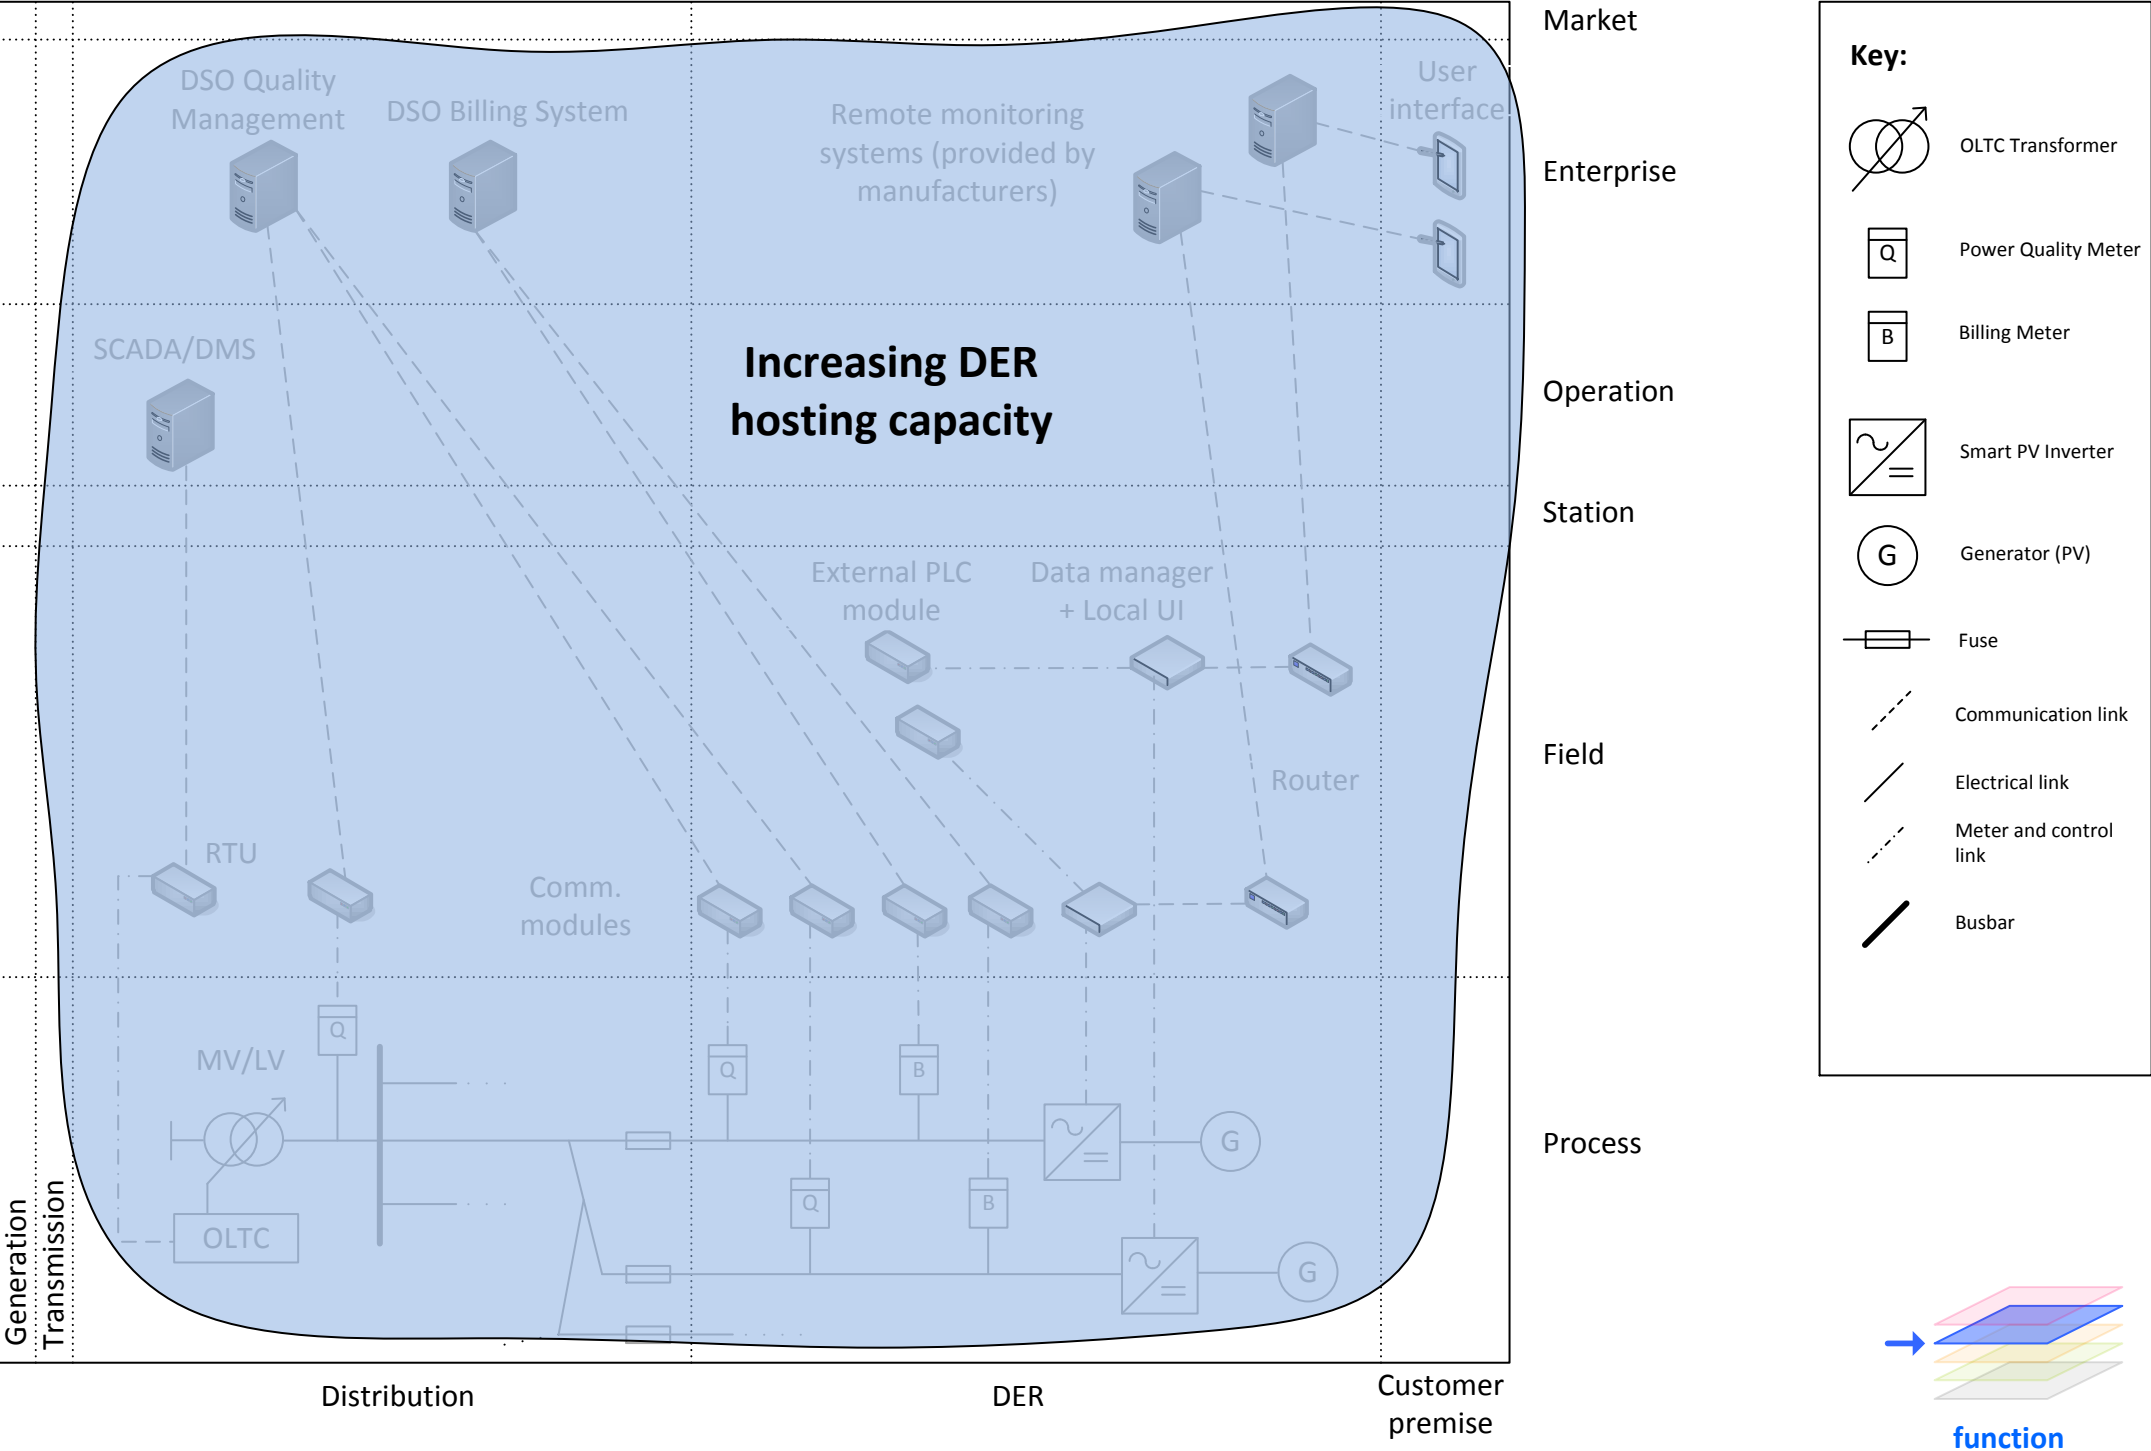 Market
Enterprise
Operation
Station
Field
Process
DSO Quality
Management
DSO Billing System
Remote monitoring
systems (provided by
manufacturers)
User
interface
SCADA/DMS
Increasing DER
hosting capacity
External PLC
module
Data manager
+ Local UI
Router
RTU
Comm.
modules
Q
MV/LV
Q
B
G
Q
B
OLTC
G
Generation
Transmission
Distribution
DER
Customer
premise
Key:
OLTC Transformer
Q
Power Quality Meter
B
Billing Meter
Smart PV Inverter
G
Generator (PV)
Fuse
Communication link
Electrical link
Meter and control
link
Busbar
function